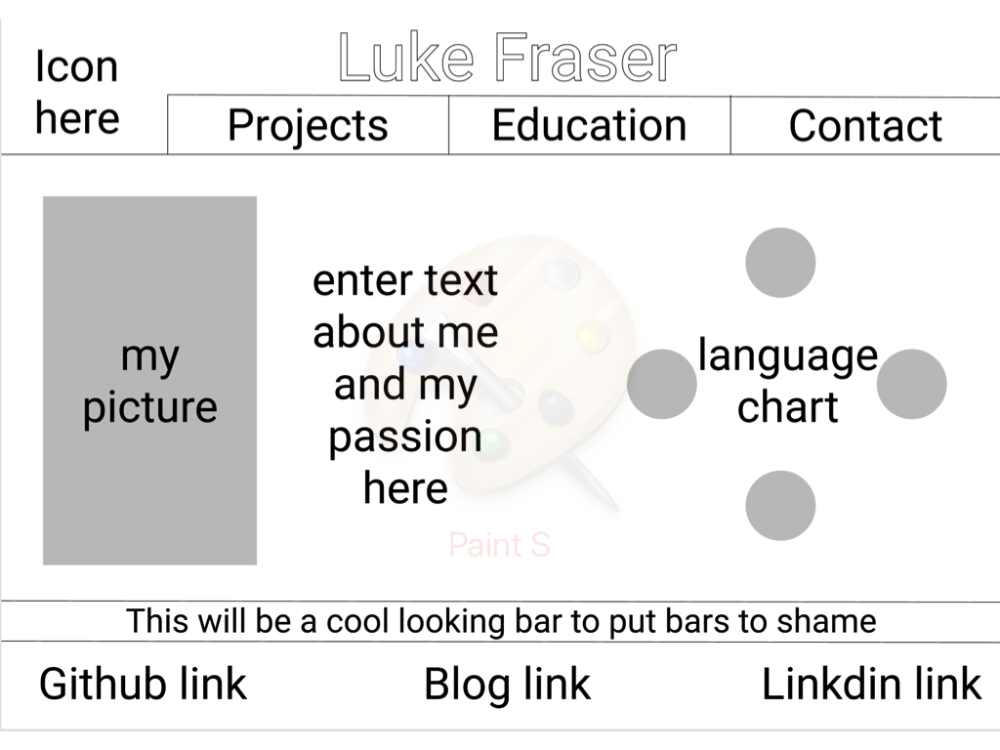 Luke Fraser
Icon
here
Projects Education Contact
my
picture
enter text
about me
and my
passion
here
language
chart
Paint S
This will be a cool looking bar to put bars to shame
Github link Blog link Linkdin link